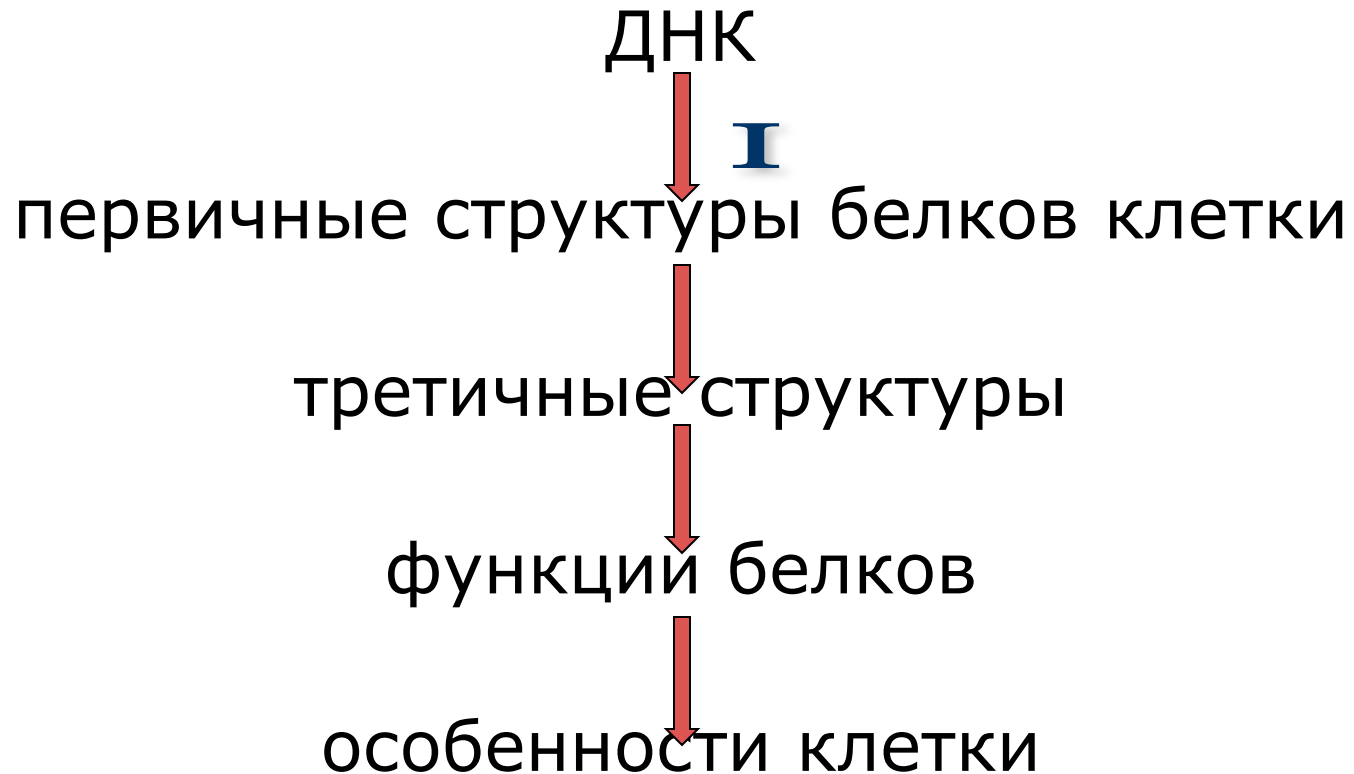 ДНК
I
первичные структуры белков клетки
третичные структуры
функции белков
особенности клетки